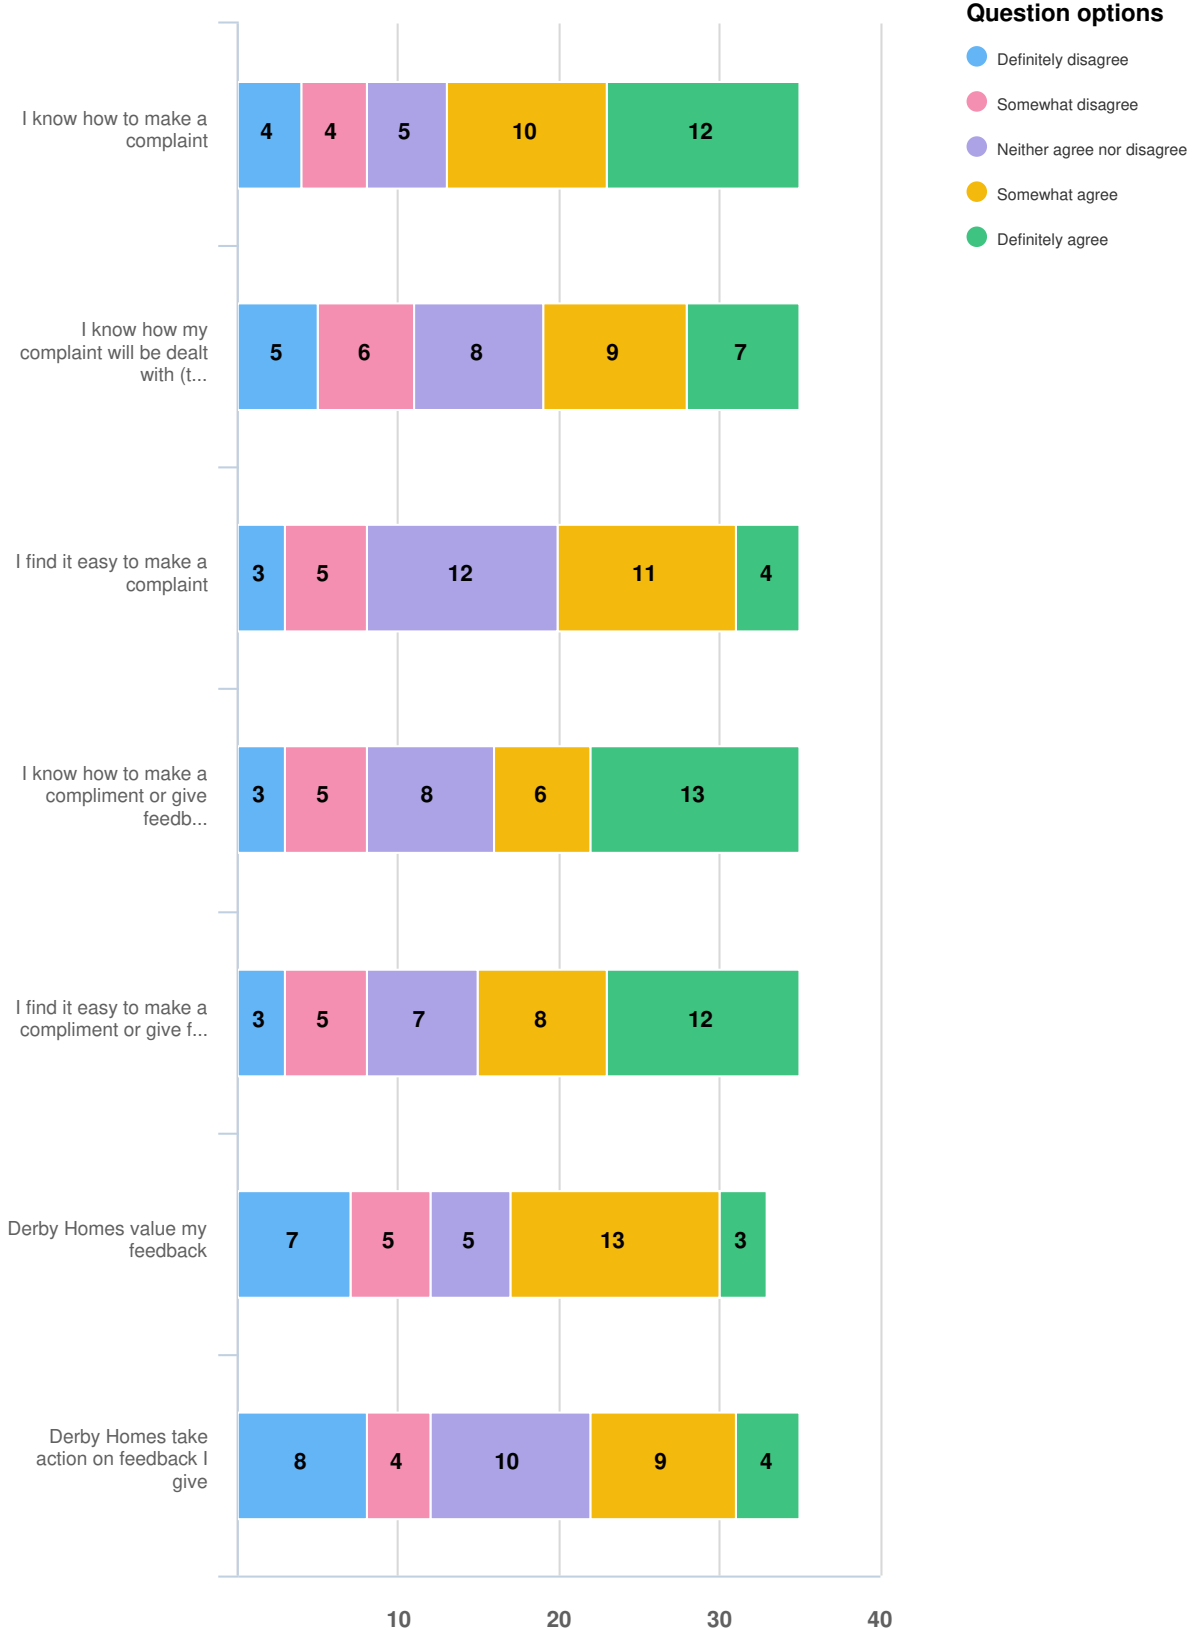 Question options
Definitely disagree
Somewhat disagree
Neither agree nor disagree
Somewhat agree
Definitely agree
I know how to make a
complaint
4 4 5 10 12
I know how my
complaint will be dealt
with (t...
5 6 8 9 7
I find it easy to make a
complaint
3 5 12 11 4
I know how to make a
compliment or give
feedb...
3 5 8 6 13
I find it easy to make a
compliment or give f...
3 5 7 8 12
Derby Homes value my
feedback
7 5 5 13 3
Derby Homes take
action on feedback I
give
8 4 10 9 4
10 20 30 40